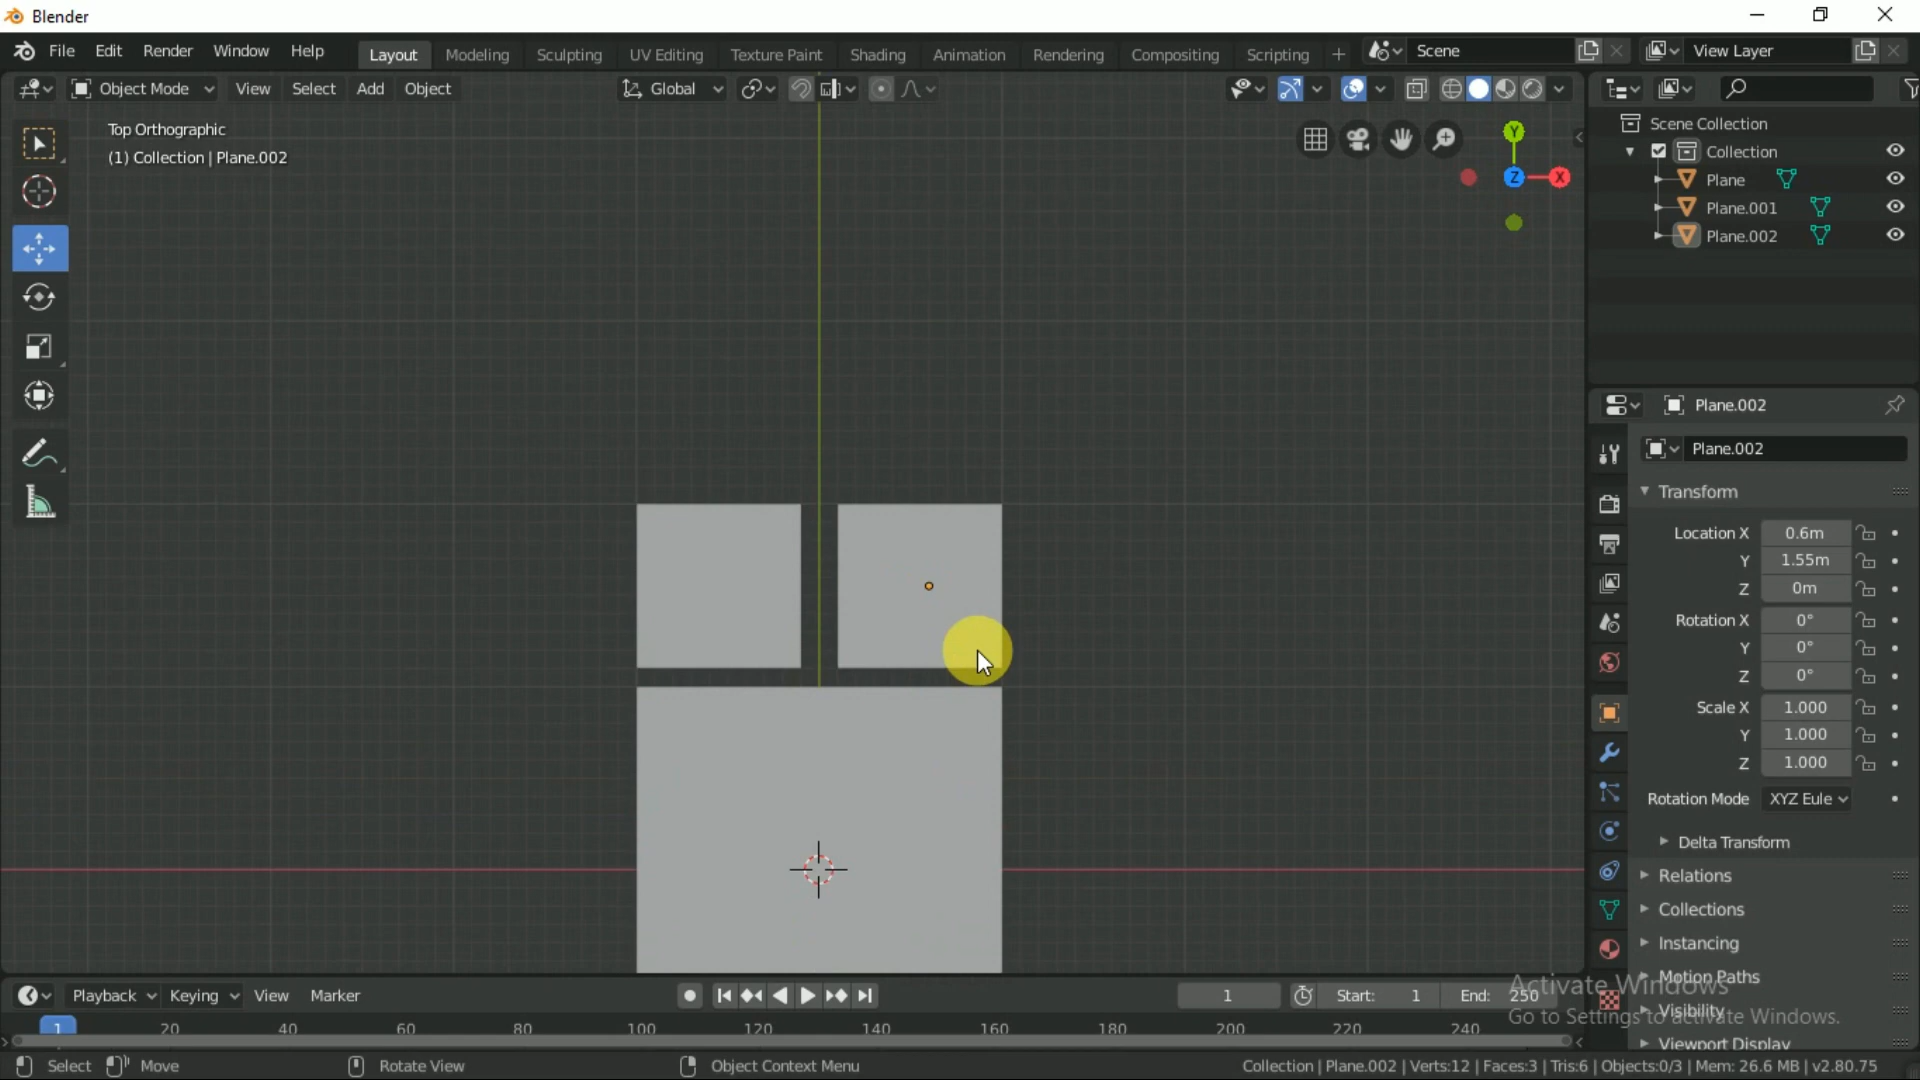 Blender
File Edit Render Window Help Layout Modeling Sculpting UV Editing Texture Paint Shading Animation Rendering Compositing Scripting + Scene View Layer
Object Mode View Select Add Object Global
Top Orthographic
(1) Collection | Plane.002
Y
Z X
Scene Collection
Collection
Plane
Plane.001
Plane.002
Plane.002
Plane.002
Transform
Location X 0.6m
Y 1.55m
Z 0m
Rotation X 0°
Y 0°
Z 0°
Scale X 1.000
Y 1.000
Z 1.000
Rotation Mode XYZ Eule
Delta Transform
Relations
Collections
Instancing
Motion Paths
Visibility
Viewport Display
Activate Windows
Go to Settings to activate Windows.
Playback Keying View Marker 1 Start: 1 End: 250
1 20 40 60 80 100 120 140 160 180 200 220 240
Select Move Rotate View Object Context Menu Collection | Plane.002 | Verts:12 | Faces:3 | Tris:6 | Objects:0/3 | Mem: 26.6 MB | v2.80.75